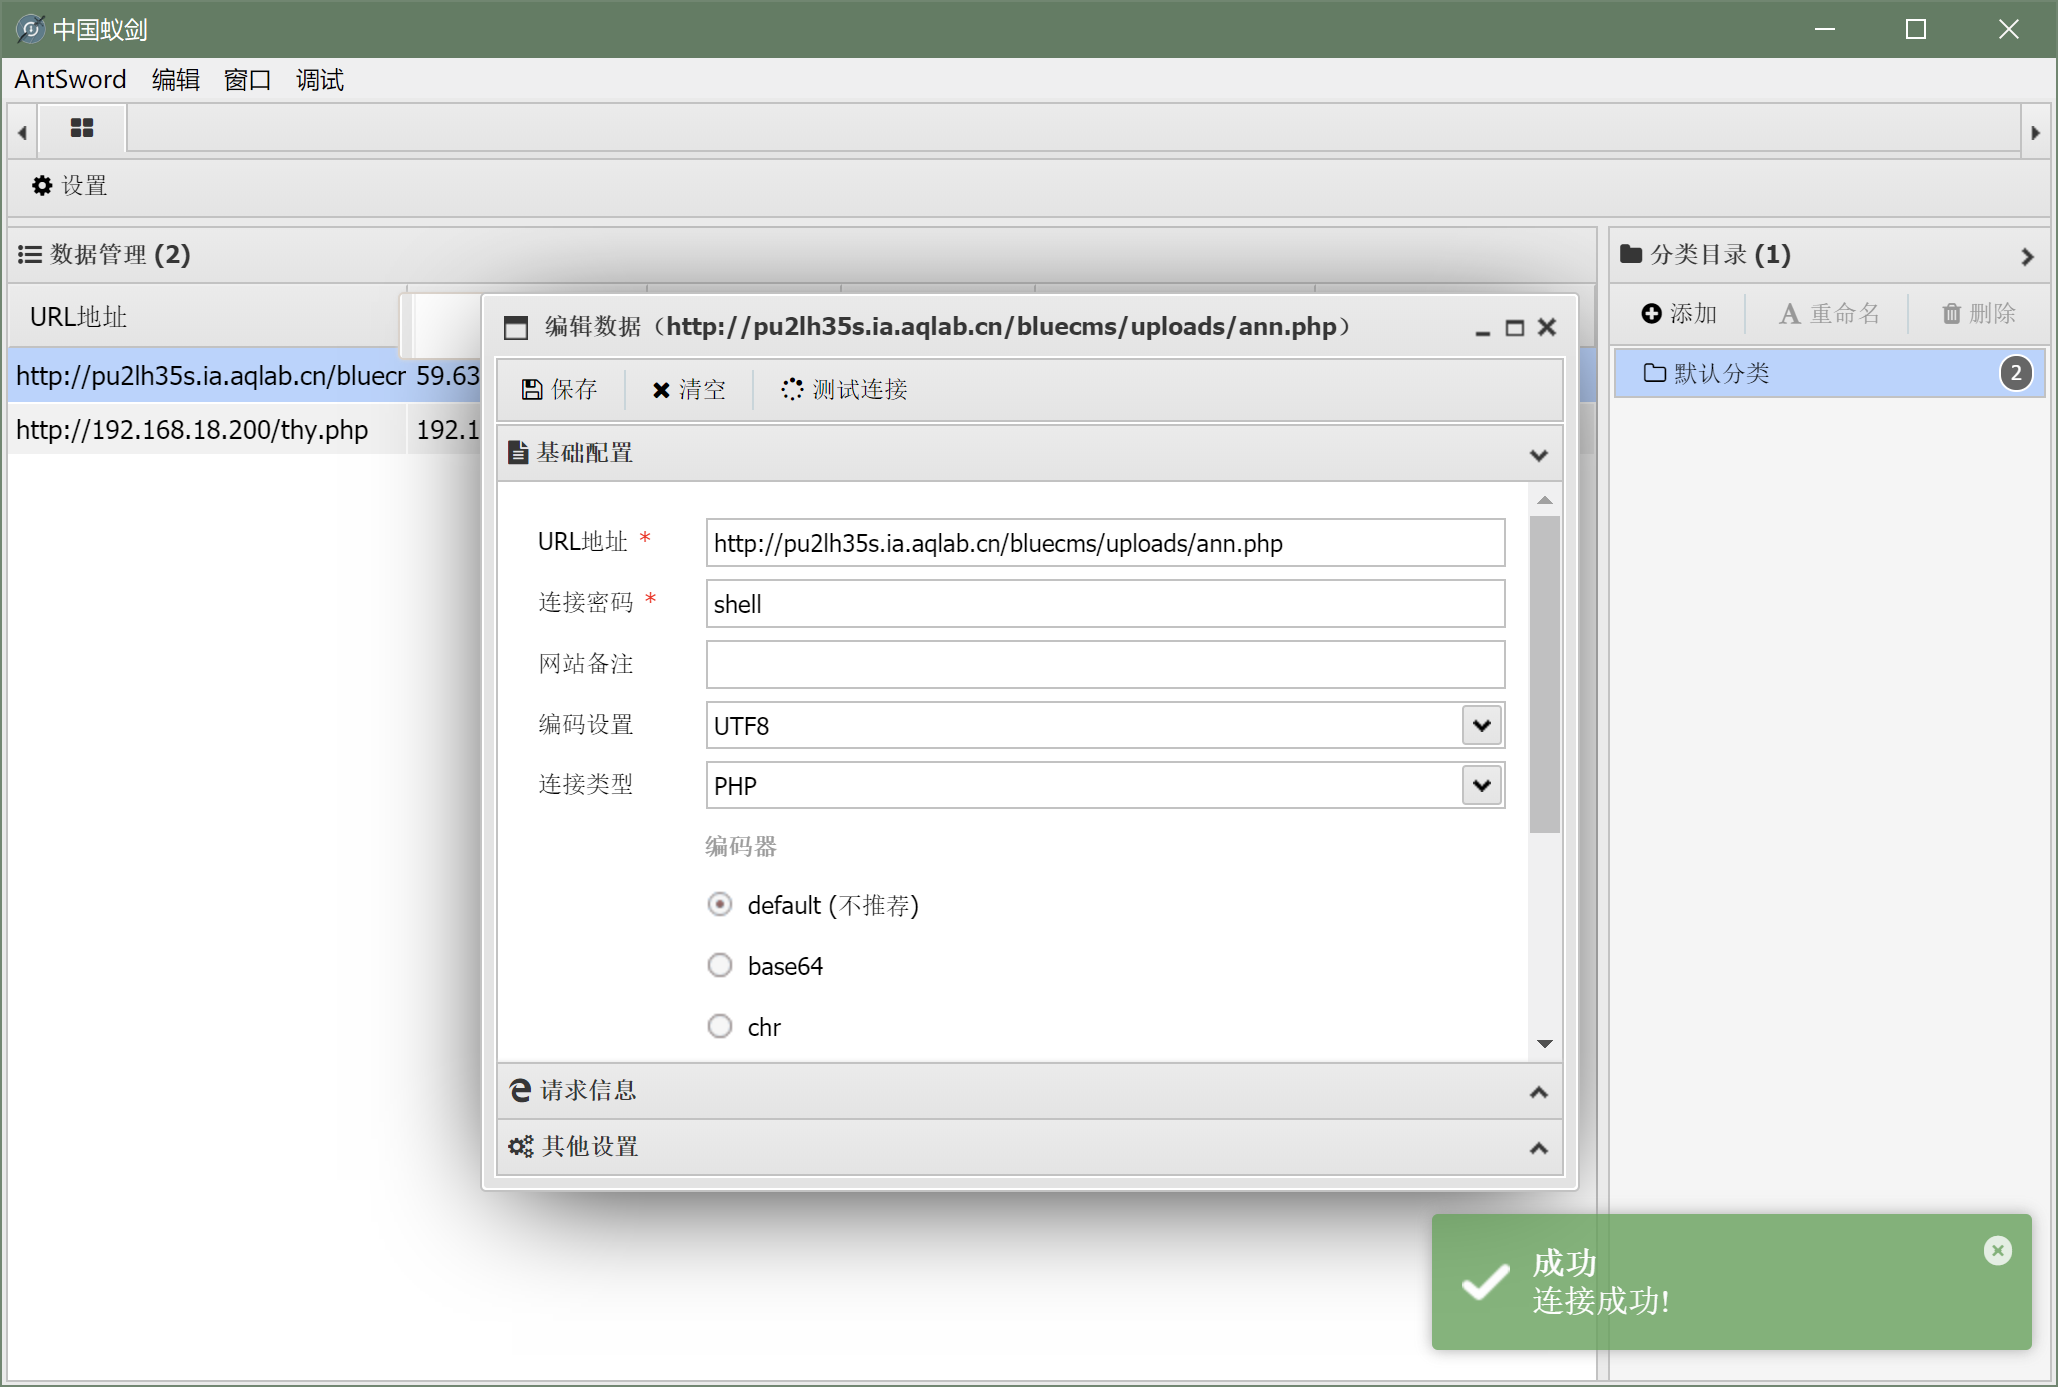 中国蚁剑
AntSword 编辑 窗口 调试
设置
数据管理 (2)
URL地址
http://pu2lh35s.ia.aqlab.cn/bluecr 59.63
http://192.168.18.200/thy.php 192.1
分类目录 (1)
添加 重命名 删除
默认分类 2
编辑数据（http://pu2lh35s.ia.aqlab.cn/bluecms/uploads/ann.php）
保存 清空 测试连接
基础配置
URL地址 * http://pu2lh35s.ia.aqlab.cn/bluecms/uploads/ann.php
连接密码 * shell
网站备注
编码设置 UTF8
连接类型 PHP
编码器
default (不推荐)
base64
chr
请求信息
其他设置
成功
连接成功!